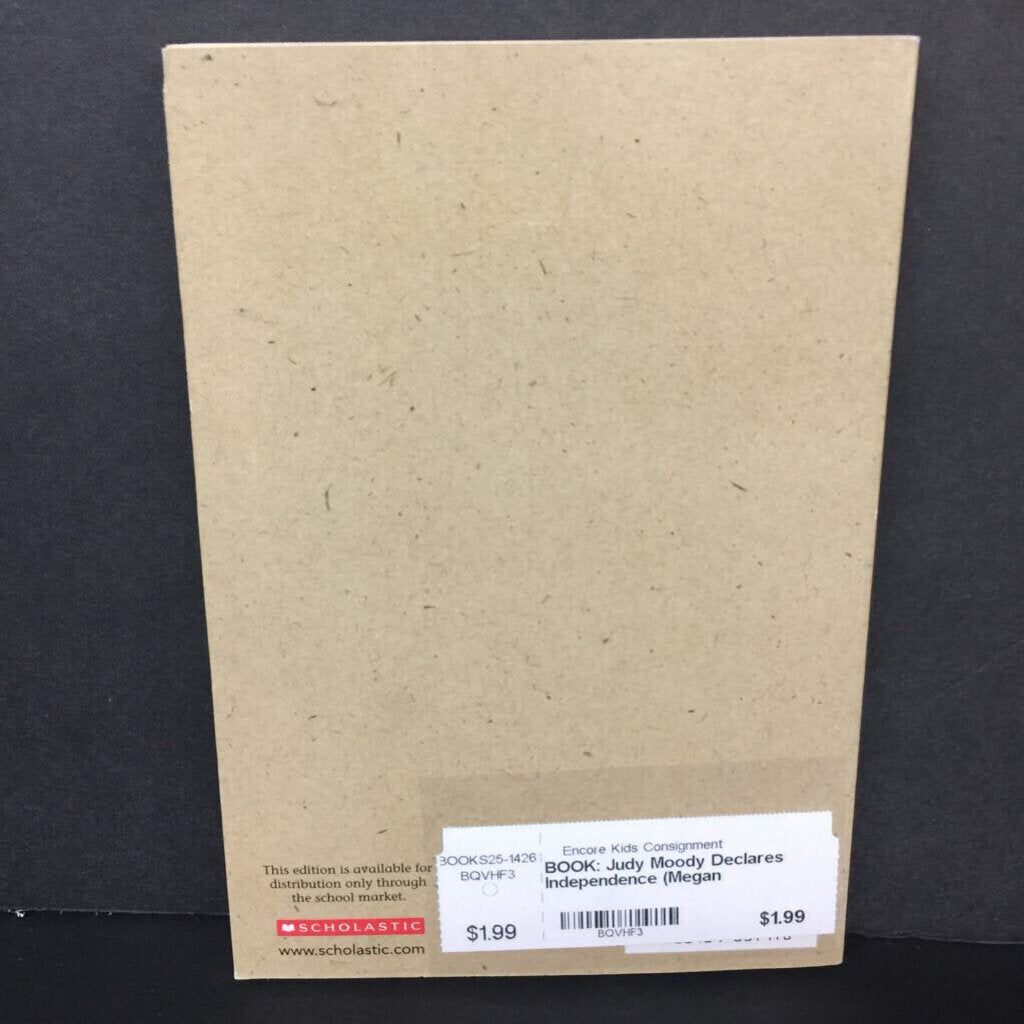 This edition is available for
distribution only through
the school market.
SCHOLASTIC
www.scholastic.com
BOOKS25-1426
BQVHF3
$1.99
Encore Kids Consignment
BOOK: Judy Moody Declares
Independence (Megan
$1.99
BQVHF3